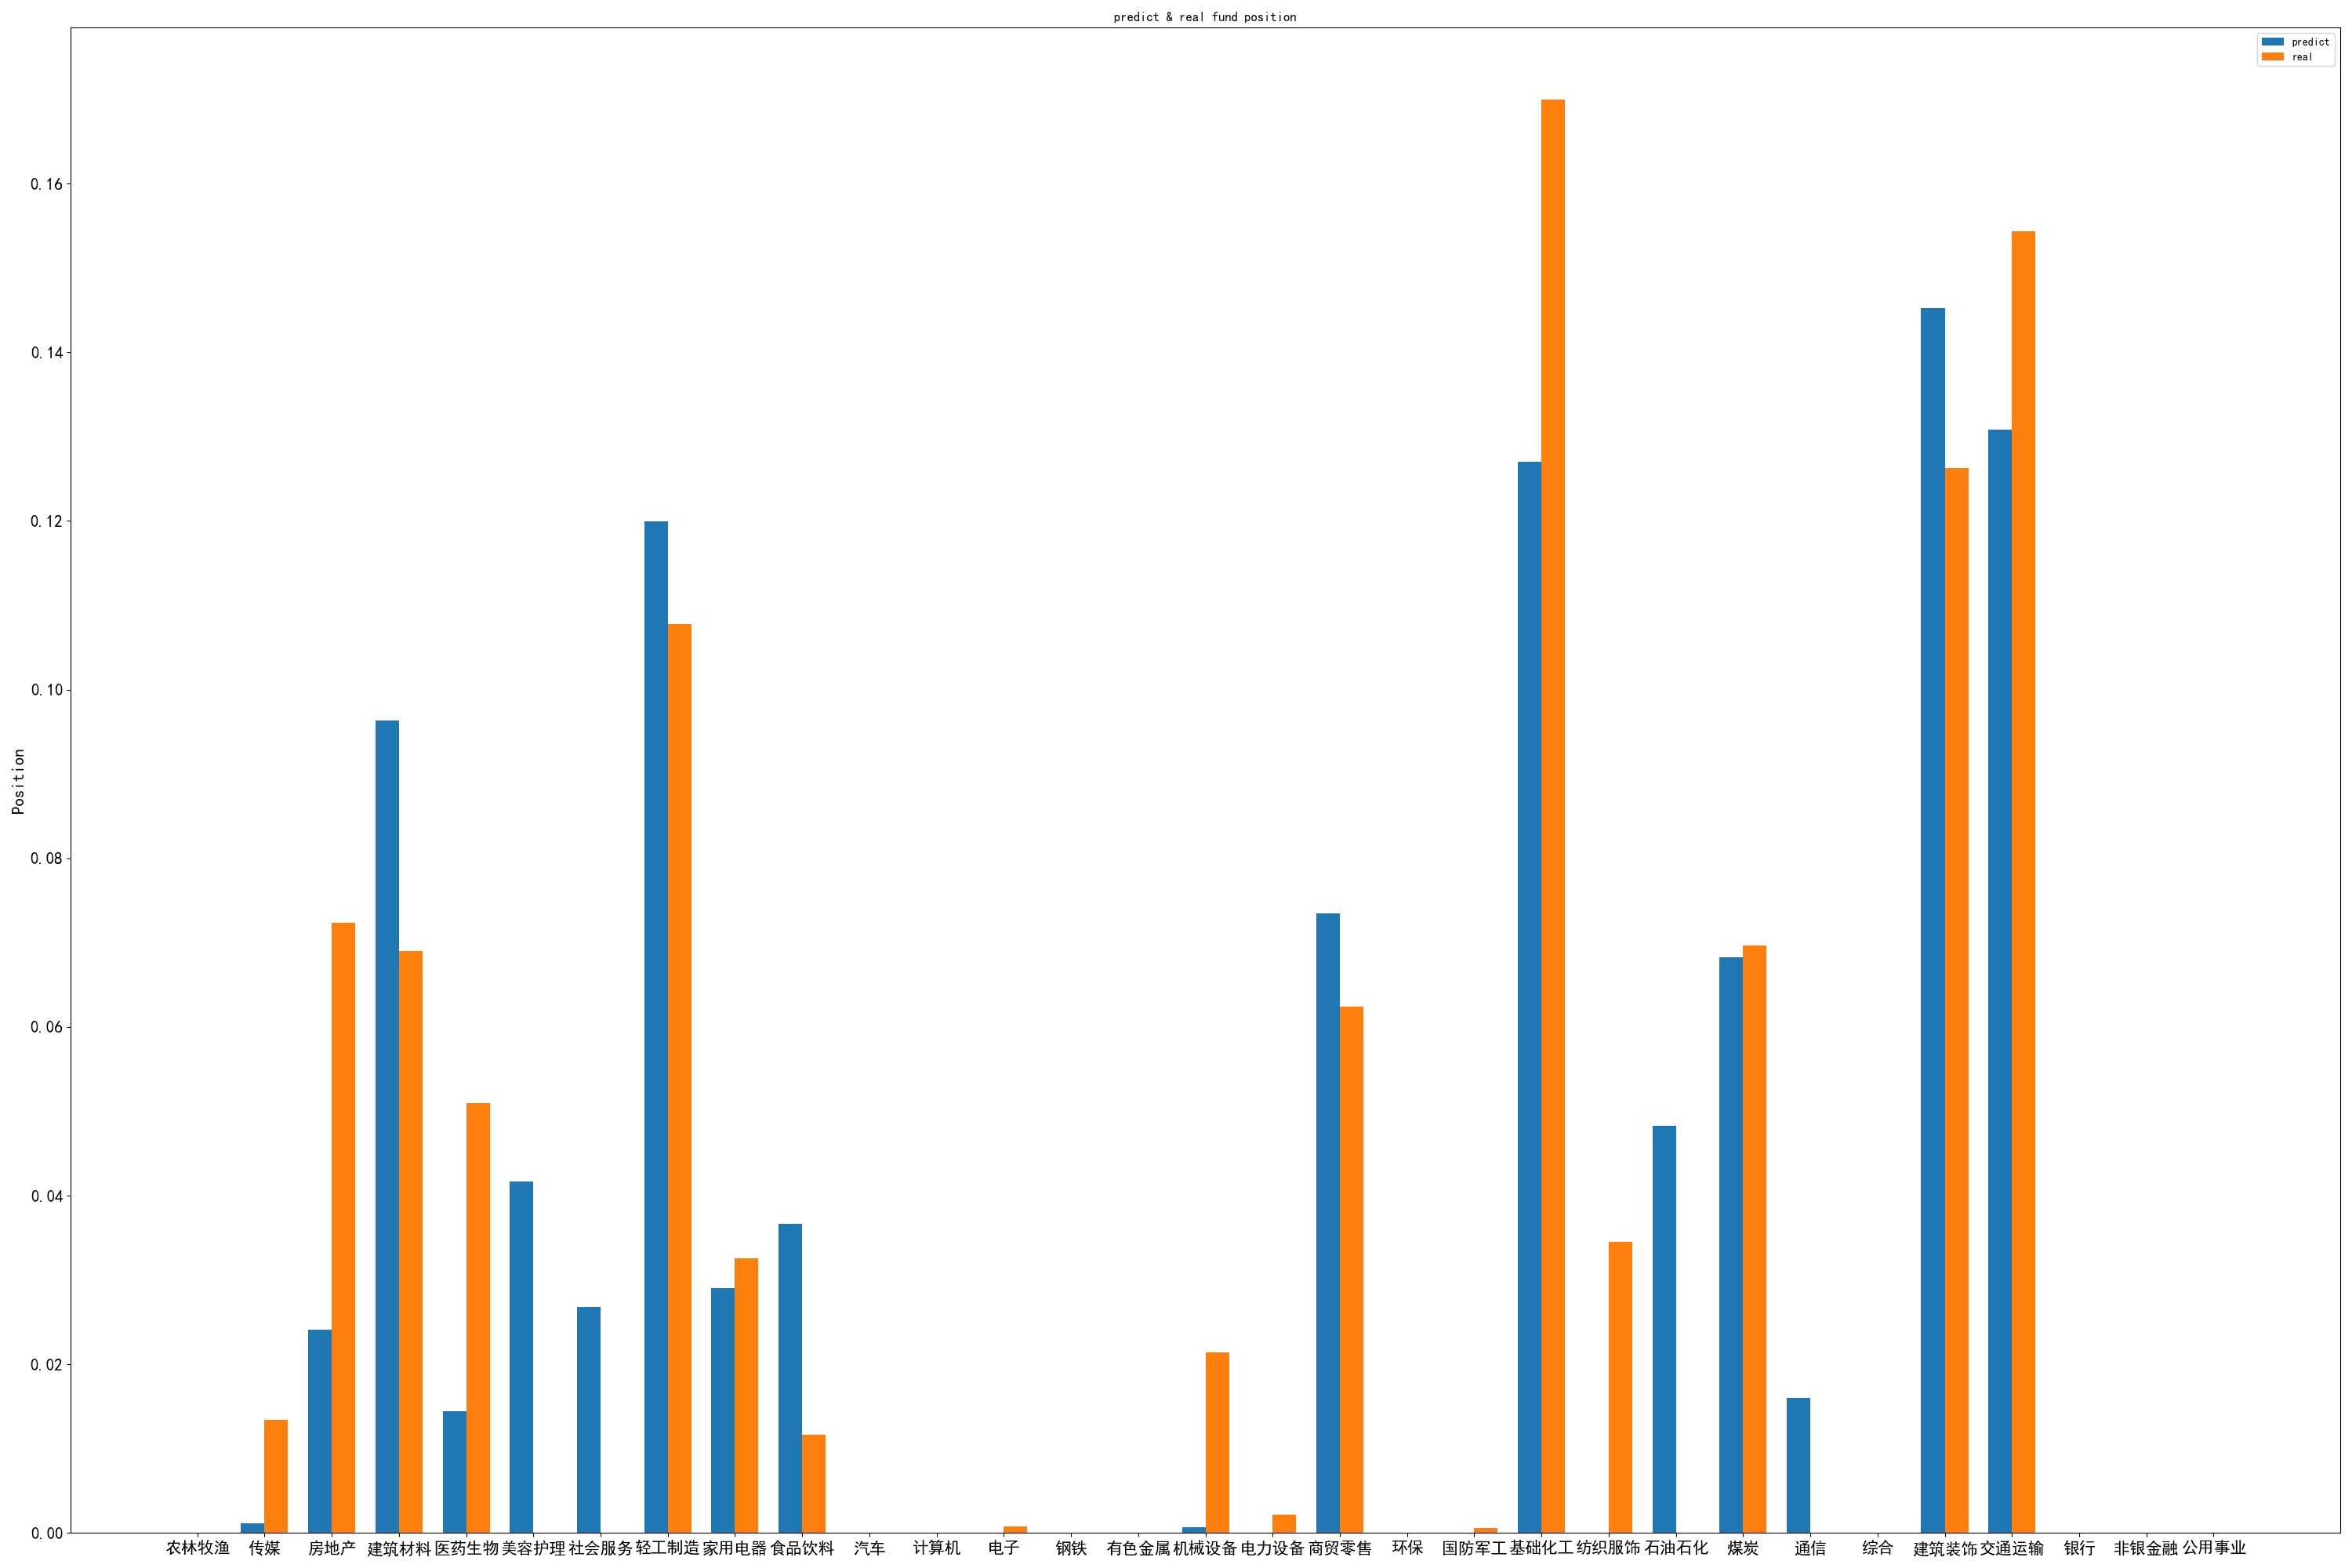 predict & real fund position
predict
real
0.16
0.14
0.12
0.10
0.08
0.06
0.04
0.02
0.00
Position
农林牧渔 传媒 房地产 建筑材料 医药生物 美容护理 社会服务 轻工制造 家用电器 食品饮料 汽车 计算机 电子 钢铁 有色金属 机械设备 电力设备 商贸零售 环保 国防军工 基础化工 纺织服饰 石油石化 煤炭 通信 综合 建筑装饰 交通运输 银行 非银金融 公用事业